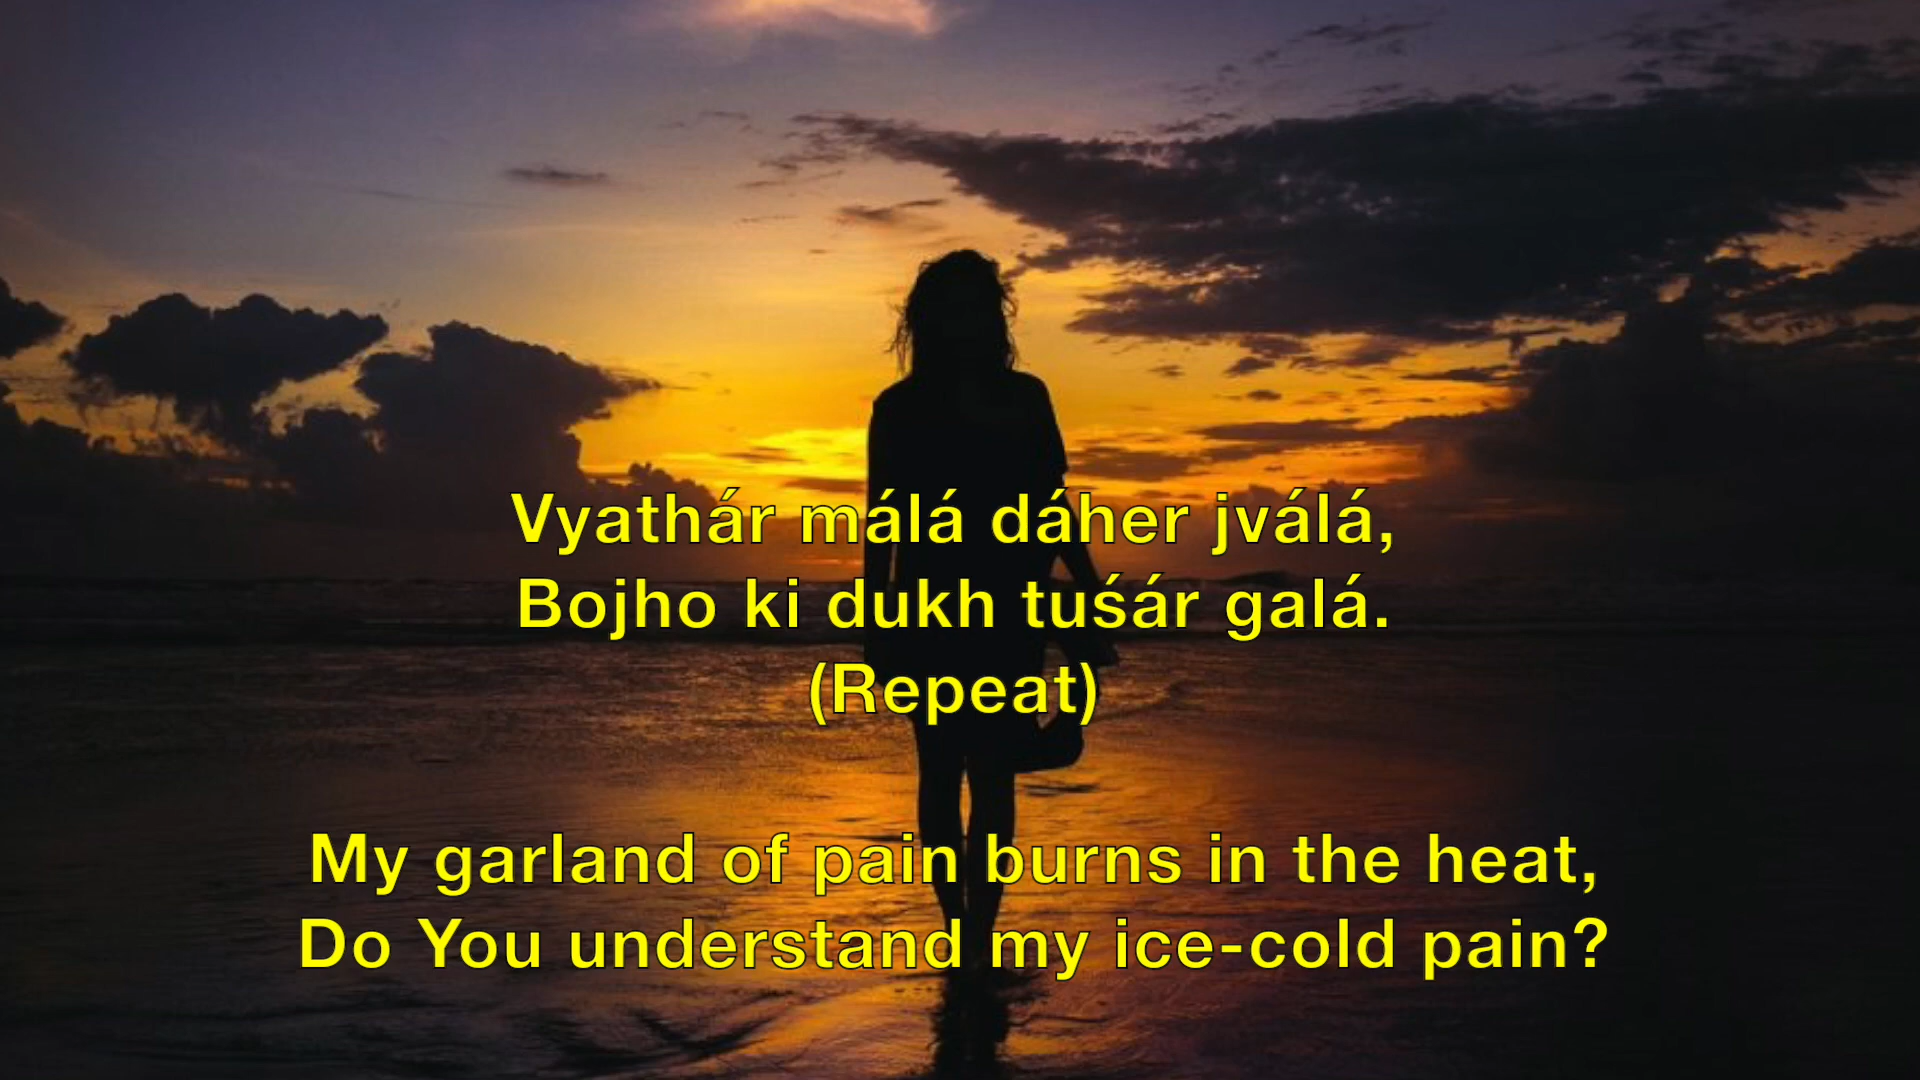 Vyathár málá dáher jválá,
Bojho ki dukh tuśár galá.
(Repeat)
My garland of pain burns in the heat,
Do You understand my ice-cold pain?